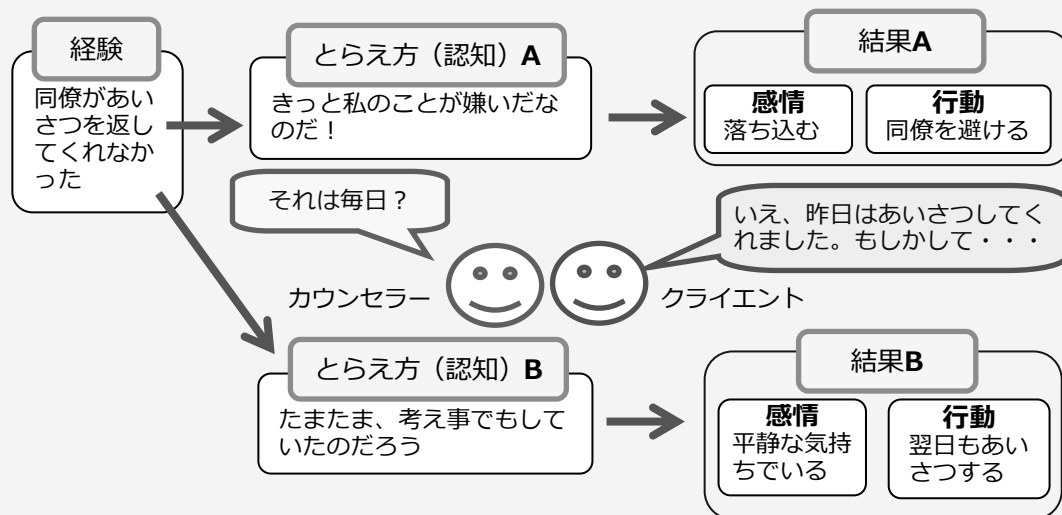 経験
同僚があい
さつを返し
てくれなか
った
とらえ方（認知）A
きっと私のことが嫌いだな
のだ！
結果A
感情
落ち込む
行動
同僚を避ける
それは毎日？
いえ、昨日はあいさつしてく
れました。もしかして・・・
カウンセラー
クライエント
とらえ方（認知）B
たまたま、考え事でもして
いたのだろう
結果B
感情
平静な気持
ちでいる
行動
翌日もあい
さつする